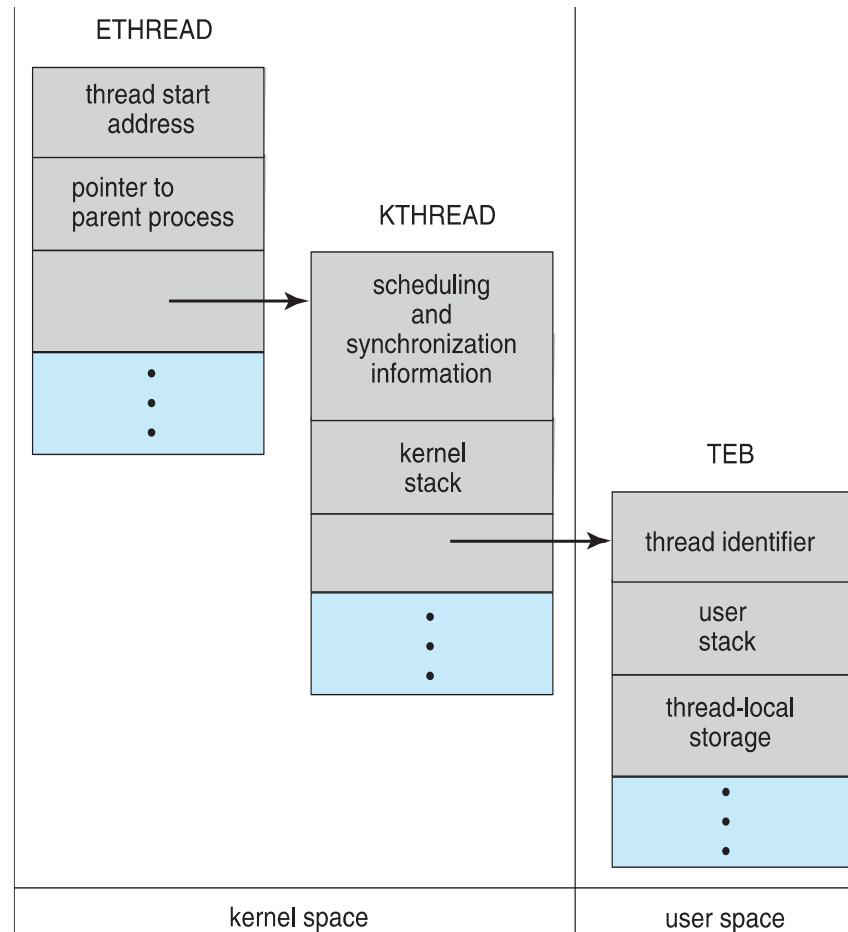 ETHREAD
thread start
address
pointer to
parent process
KTHREAD
scheduling
and
synchronization
information
kernel
stack
TEB
thread identifier
user
stack
thread-local
storage
kernel space
user space